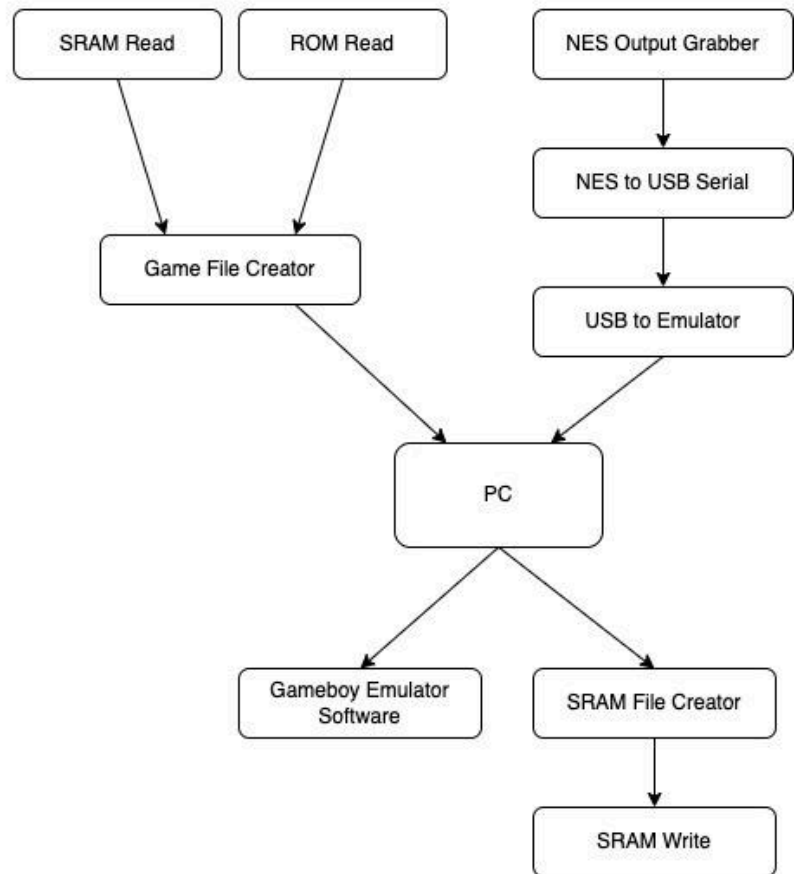 SRAM Read
ROM Read
NES Output Grabber
NES to USB Serial
Game File Creator
USB to Emulator
PC
Gameboy Emulator
Software
SRAM File Creator
SRAM Write